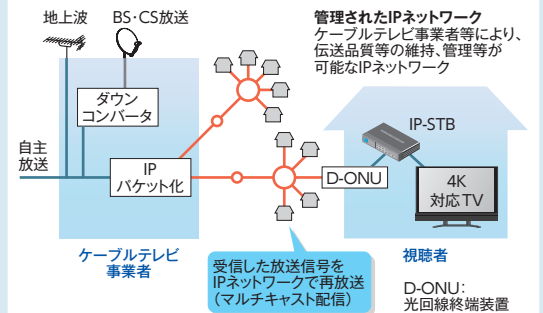 地上波
BS・CS放送
管理されたIPネットワーク
ケーブルテレビ事業者等により、
伝送品質等の維持、管理等が
可能なIPネットワーク
ダウン
コンバータ
IP-STB
自主
放送
IP
パケット化
D-ONU
4K
対応TV
ケーブルテレビ
事業者
受信した放送信号を
IPネットワークで再放送
（マルチキャスト配信）
視聴者
D-ONU：
光回線終端装置